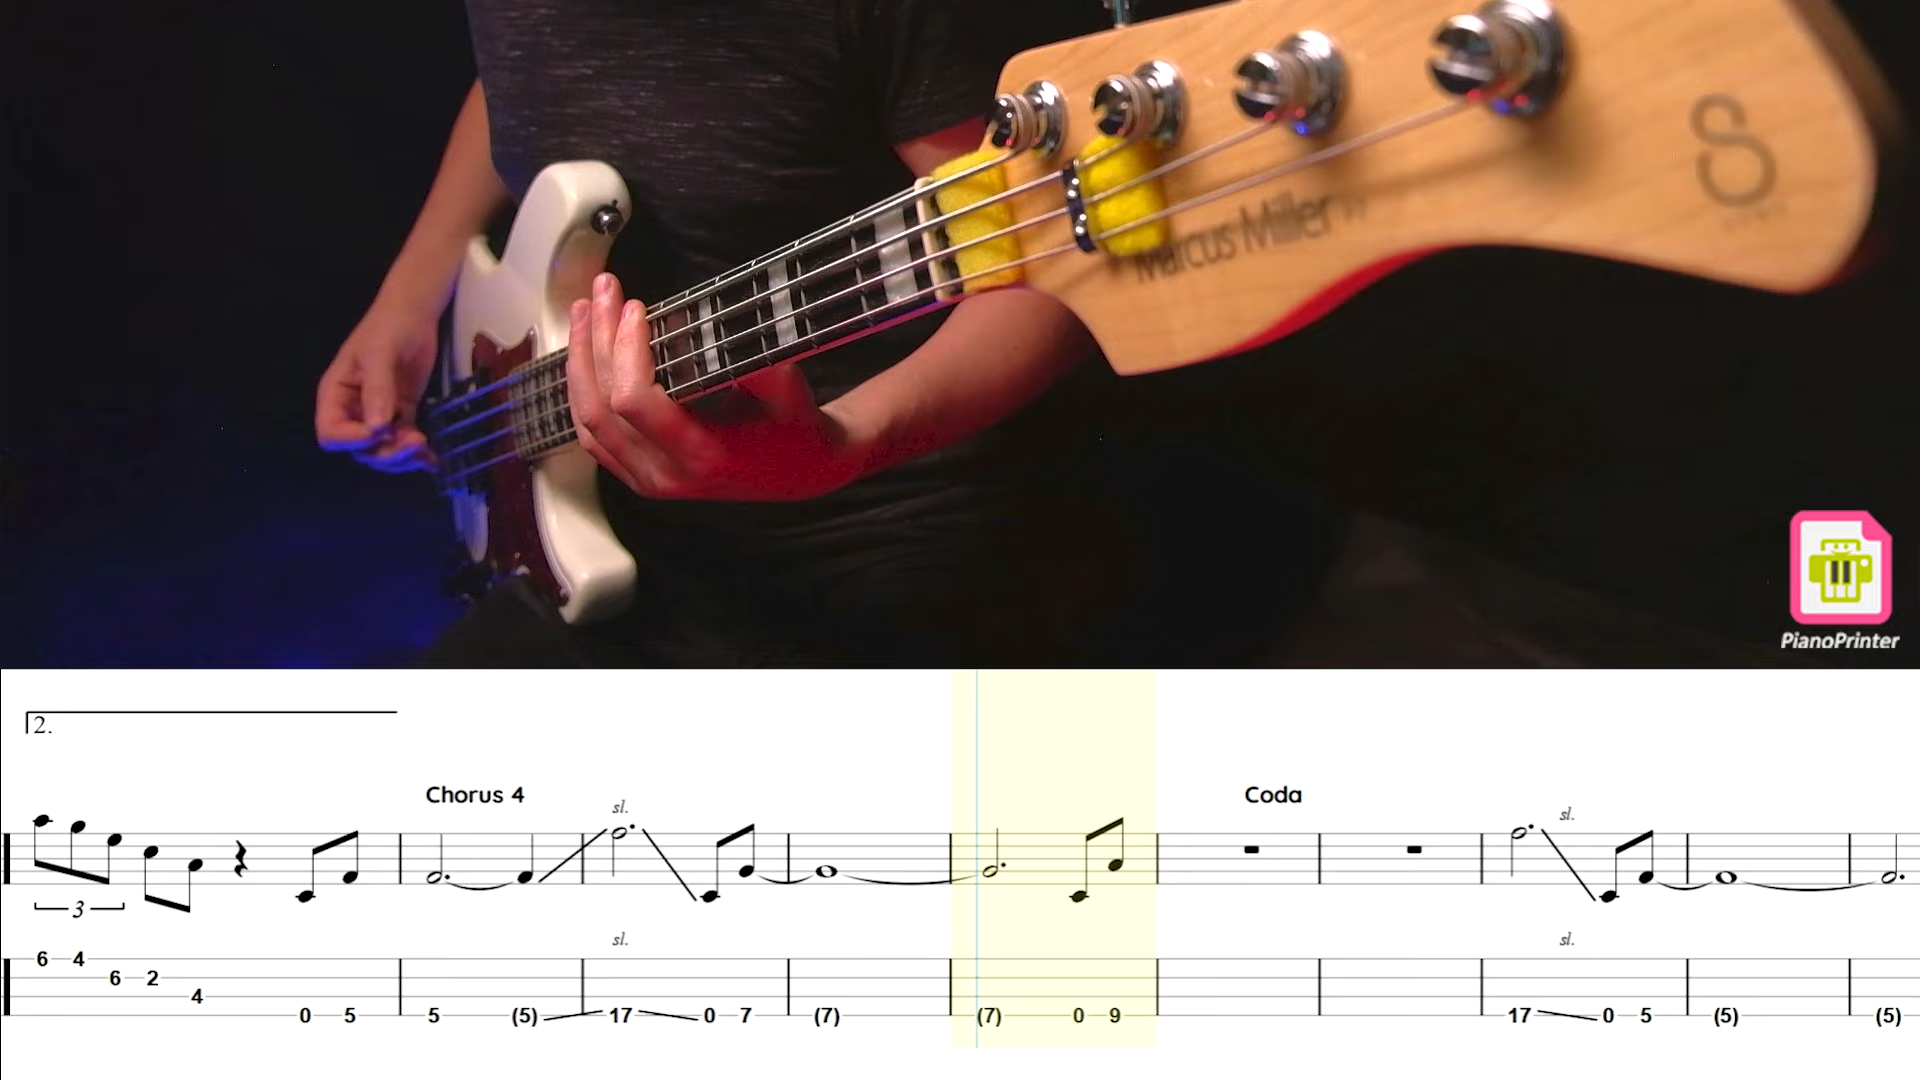 S
Marcus Miller
PianoPrinter
2.
Chorus 4
Coda
sl.
sl.
3
sl.
sl.
6 4
6 2
4
0 5 5 (5) 17 0 7 (7) (7) 0 9 17 0 5 (5) (5)